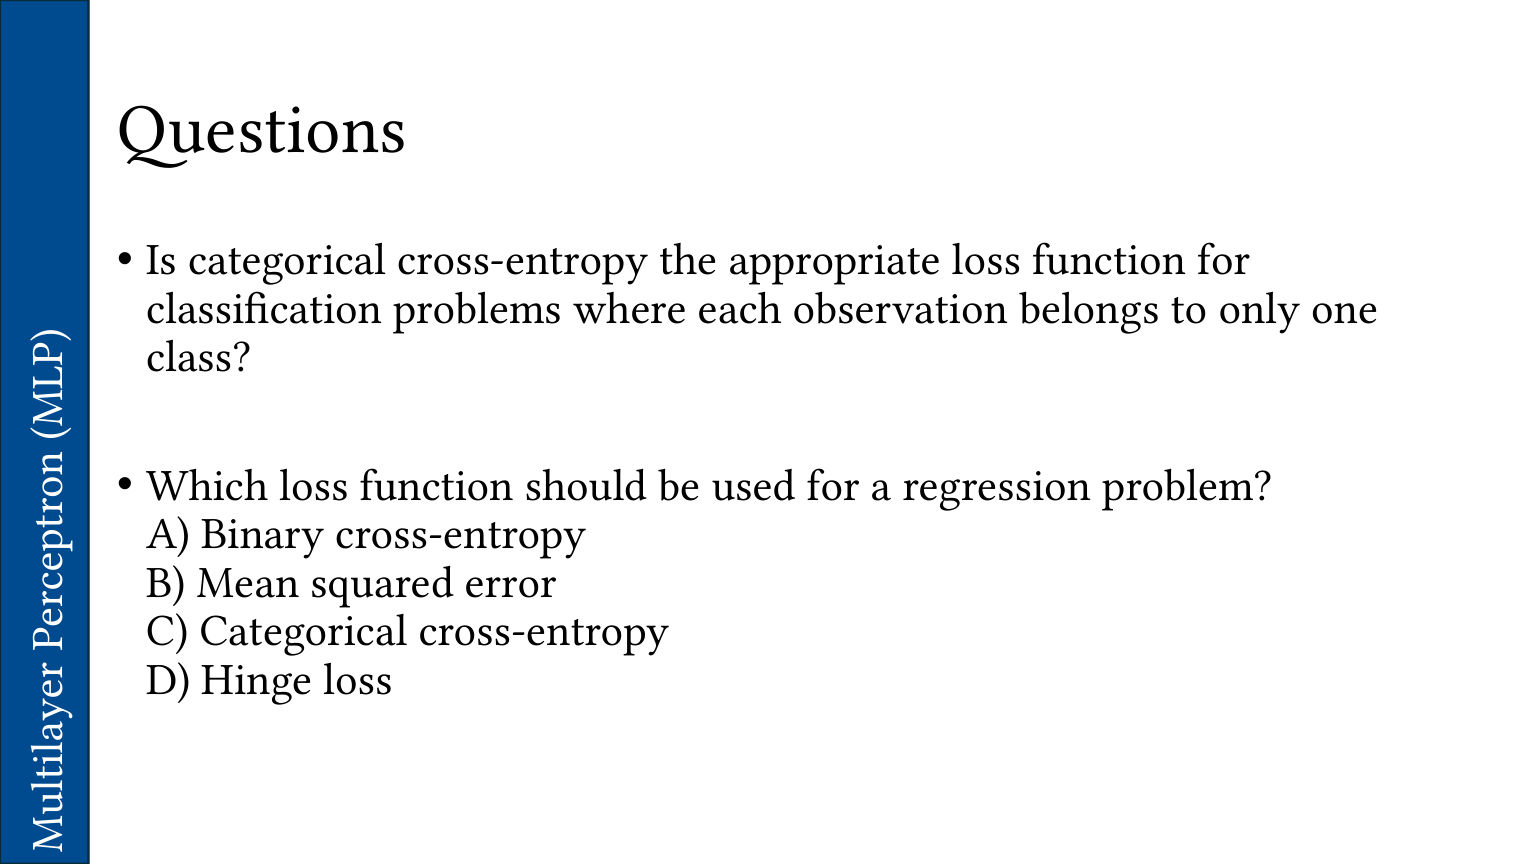 Multilayer Perceptron (MLP)
Questions
• Is categorical cross-entropy the appropriate loss function for
classification problems where each observation belongs to only one
class?
• Which loss function should be used for a regression problem?
A) Binary cross-entropy
B) Mean squared error
C) Categorical cross-entropy
D) Hinge loss